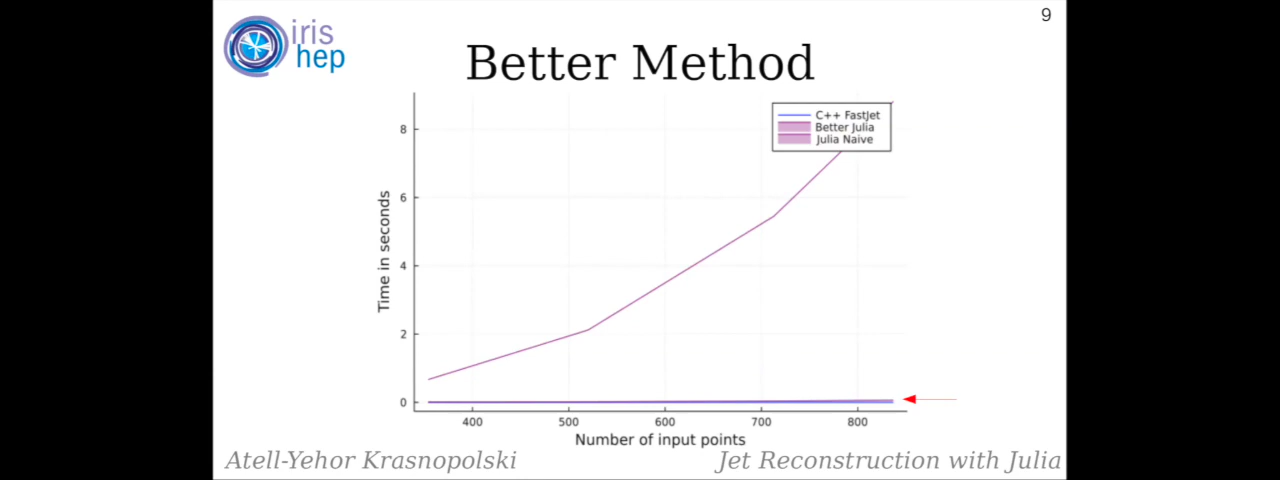 9
iris
hep
Better Method
C++ FastJet
Better Julia
Julia Naive
8
6
4
2
0
Time in seconds
400 500 600 700 800
Number of input points
Atell-Yehor Krasnopolski
Jet Reconstruction with Julia